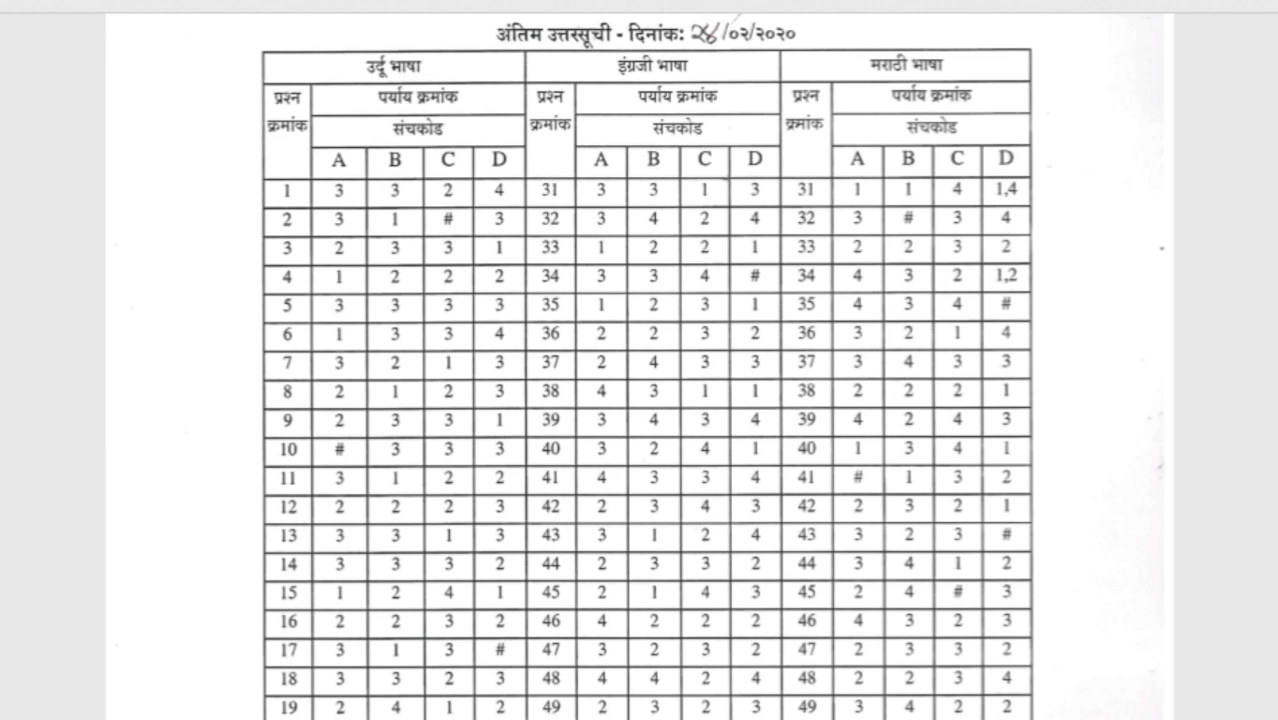 अंतिम उत्तरसूची - दिनांक: २४/०२/२०२०
उर्दू भाषा इंग्रजी भाषा मराठी भाषा
प्रश्न क्रमांक पर्याय क्रमांक प्रश्न क्रमांक पर्याय क्रमांक प्रश्न क्रमांक पर्याय क्रमांक
संचकोड संचकोड संचकोड
A B C D A B C D A B C D
1 3 3 2 4 31 3 3 1 3 31 1 1 4 1,4
2 3 1 # 3 32 3 4 2 4 32 3 # 3 4
3 2 3 3 1 33 1 2 2 1 33 2 2 3 2
4 1 2 2 2 34 3 3 4 # 34 4 3 2 1,2
5 3 3 3 3 35 1 2 3 1 35 4 3 4 #
6 1 3 3 4 36 2 2 3 2 36 3 2 1 4
7 3 2 1 3 37 2 4 3 3 37 3 4 3 3
8 2 1 2 3 38 4 3 1 1 38 2 2 2 1
9 2 3 3 1 39 3 4 3 4 39 4 2 4 3
10 # 3 3 3 40 3 2 4 1 40 1 3 4 1
11 3 1 2 2 41 4 3 3 4 41 # 1 3 2
12 2 2 2 3 42 2 3 4 3 42 2 3 2 1
13 3 3 1 3 43 3 1 2 4 43 3 2 3 #
14 3 3 3 2 44 2 3 3 2 44 3 4 1 2
15 1 2 4 1 45 2 1 4 3 45 2 4 # 3
16 2 2 3 2 46 4 2 2 2 46 4 3 2 3
17 3 1 3 # 47 3 2 3 2 47 2 3 3 2
18 3 3 2 3 48 4 4 2 4 48 2 2 3 4
19 2 4 1 2 49 2 3 2 3 49 3 4 2 2